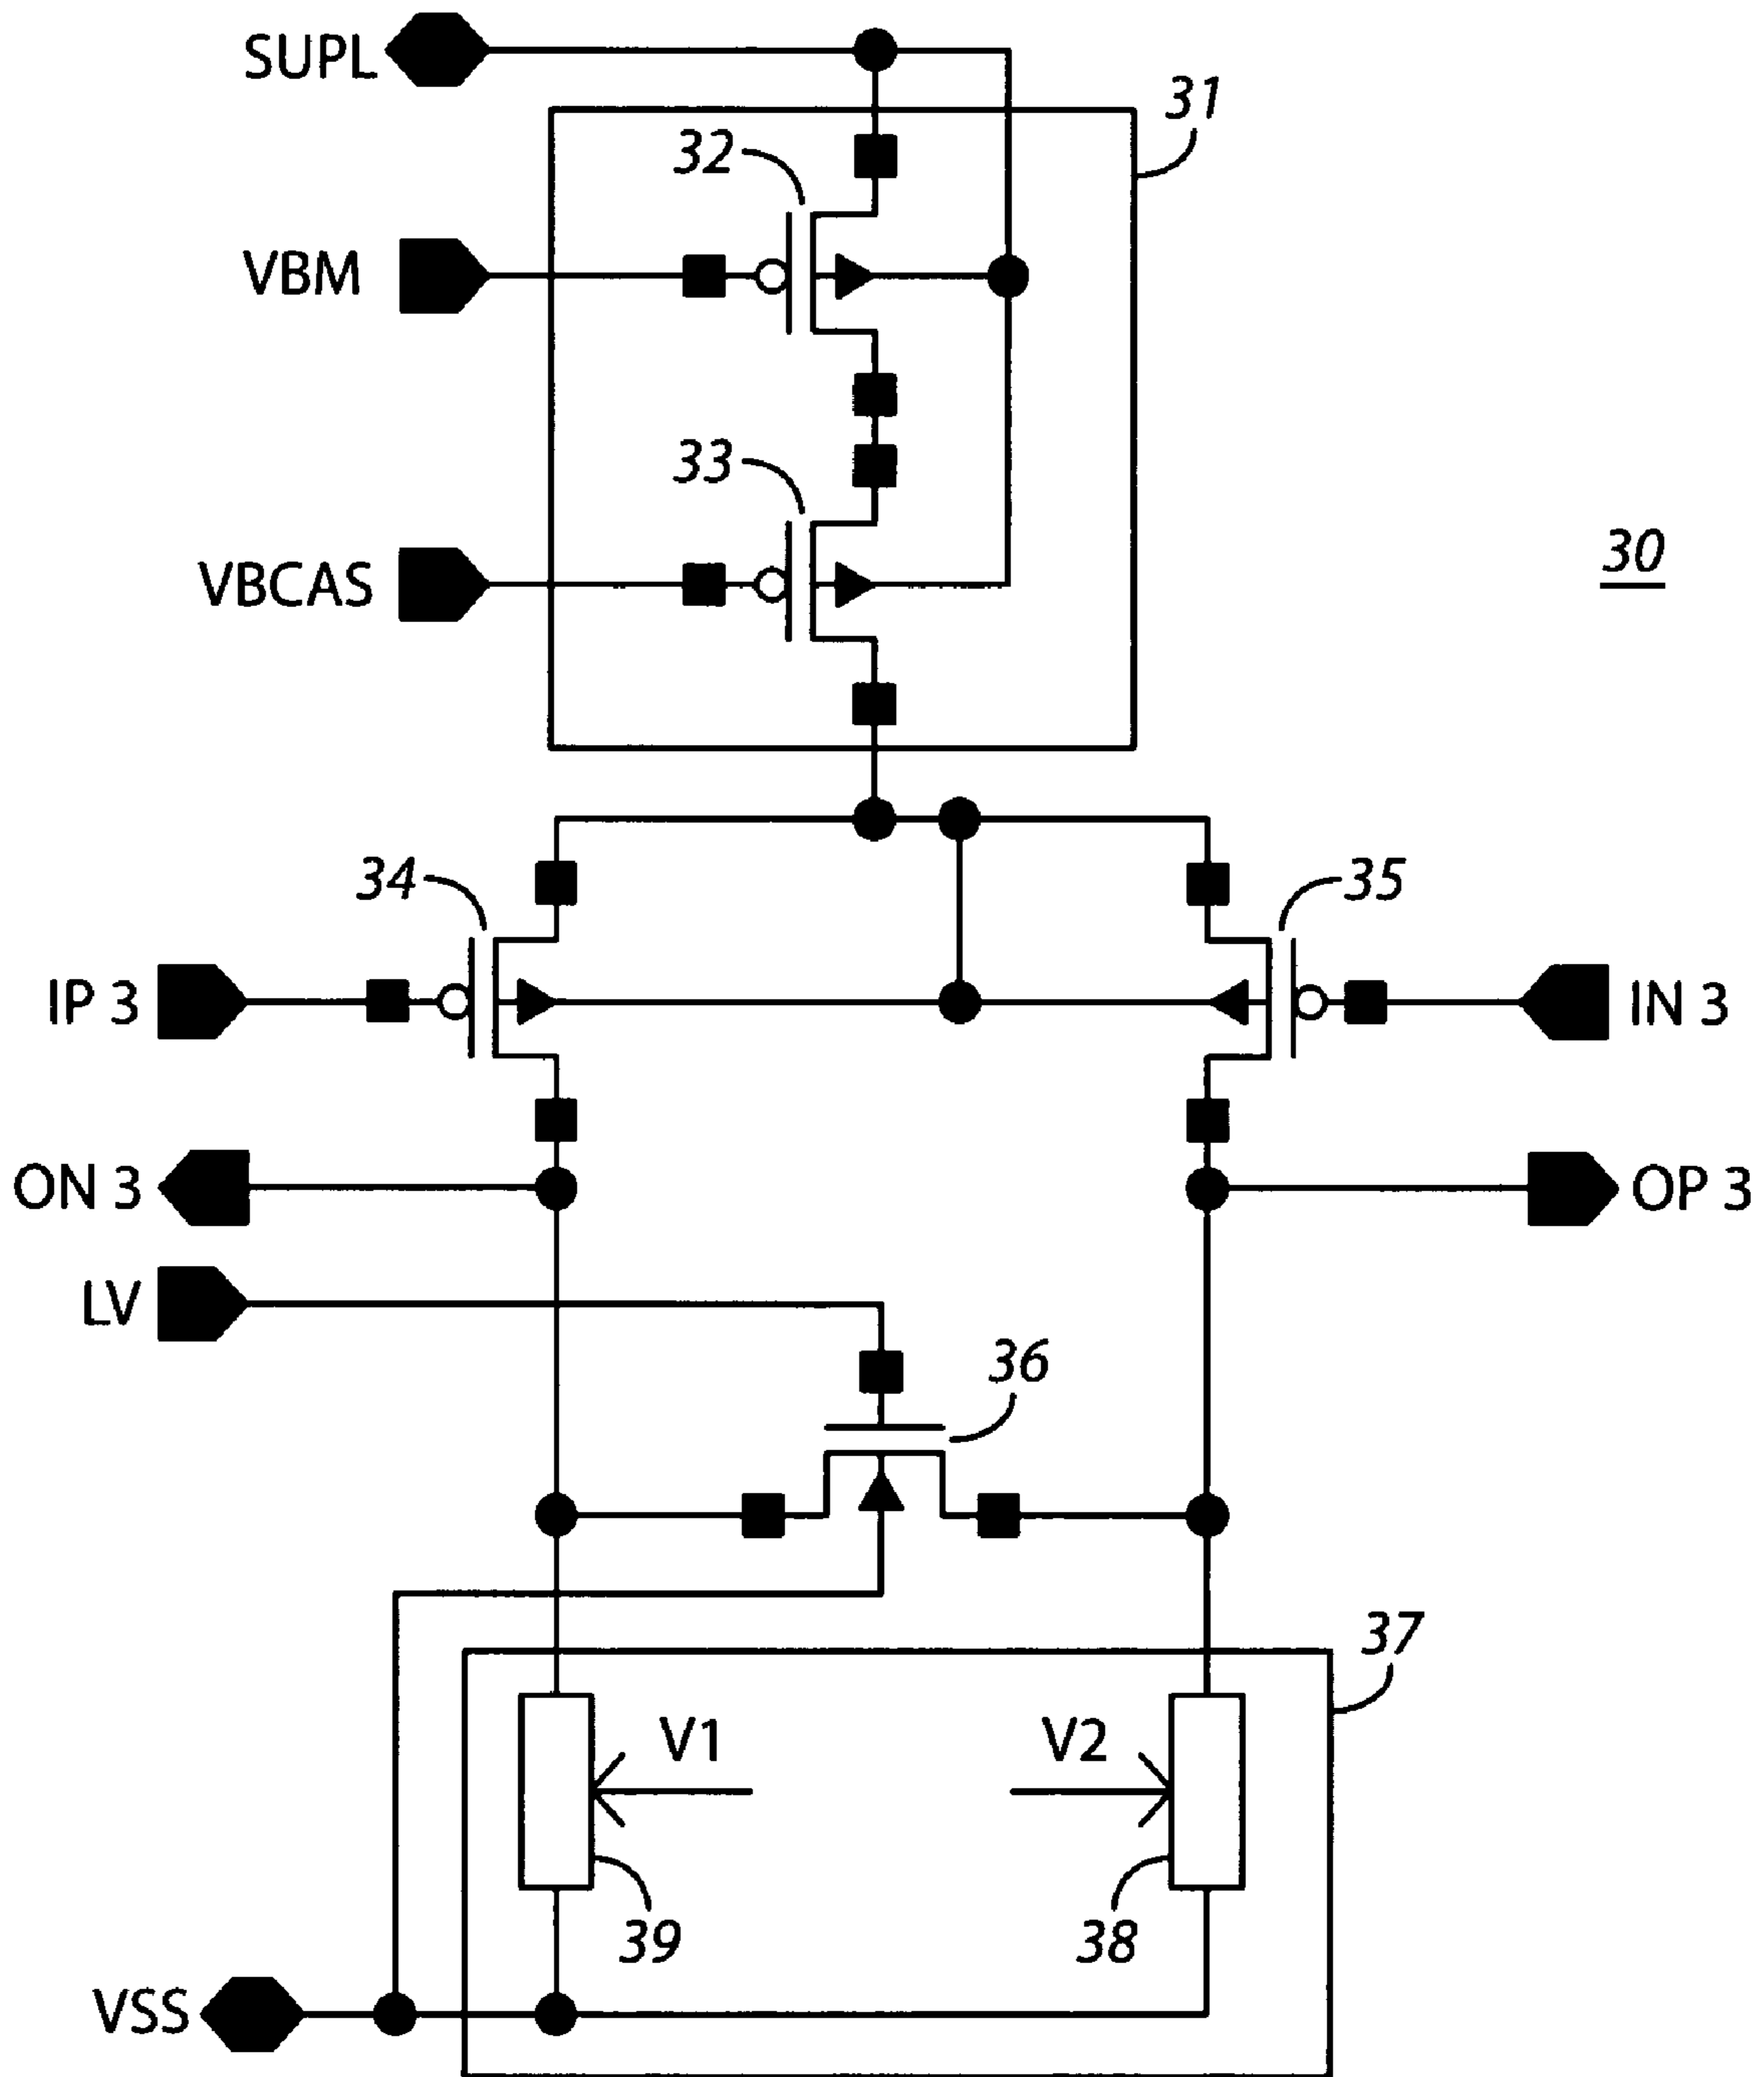 SUPL
31
32
VBM
33
VBCAS
30
34
35
IP 3
IN 3
ON 3
OP 3
LV
36
37
V1
V2
39
38
VSS